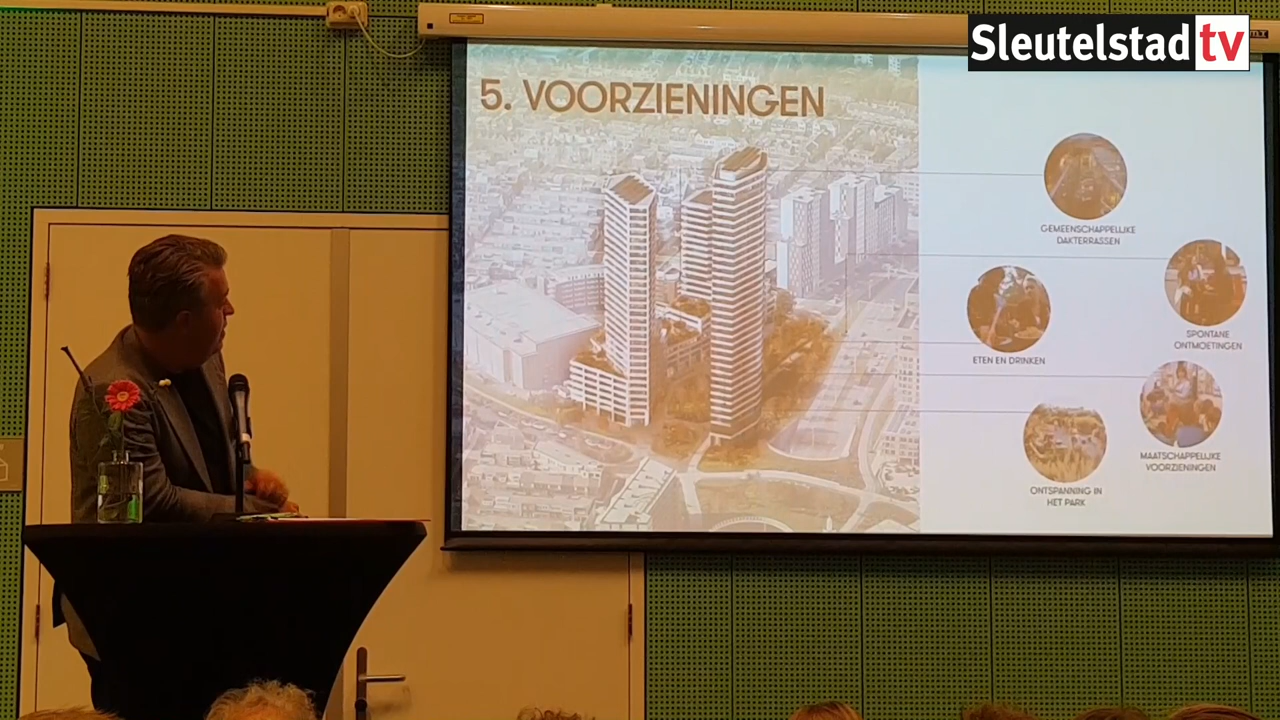 Sleutelstad tv
5. VOORZIENINGEN
GEMEENSCHAPPELIJKE
DAKTERRASSEN
SPONTANE
ONTMOETINGEN
ETEN EN DRINKEN
MAATSCHAPPELIJKE
VOORZIENINGEN
ONTSPANNING IN
HET PARK